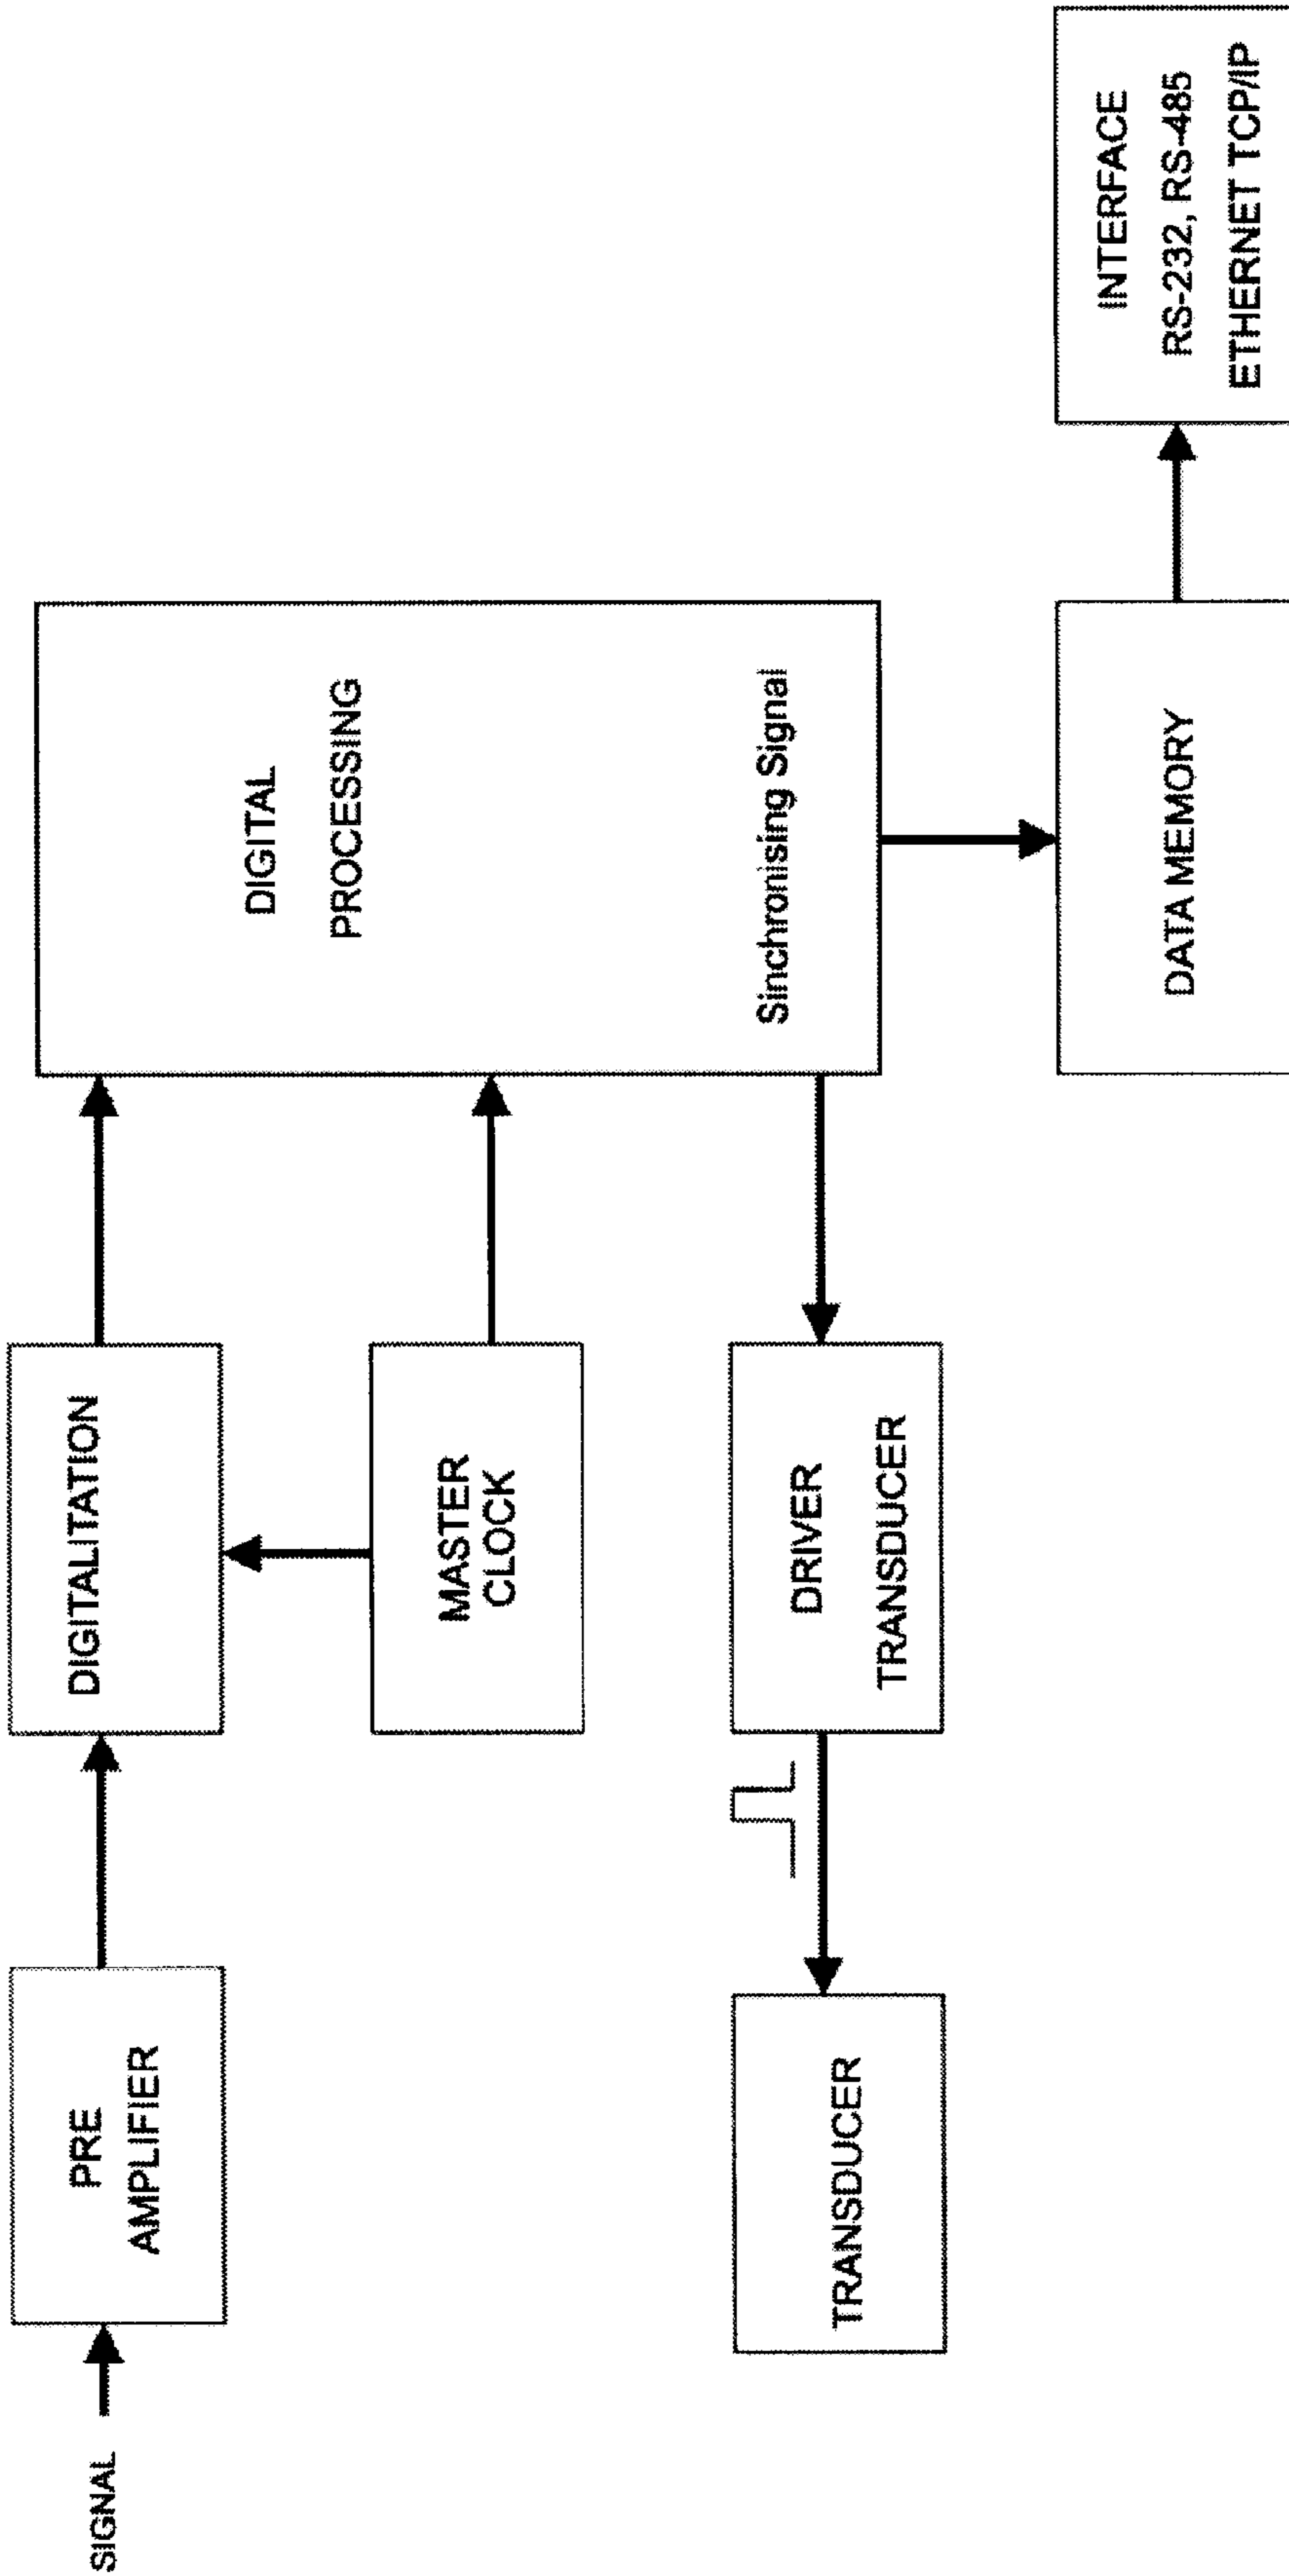 SIGNAL
PRE
AMPLIFIER
DIGITALITATION
MASTER
CLOCK
DIGITAL
PROCESSING
Sinchronising Signal
TRANSDUCER
DRIVER
TRANSDUCER
DATA MEMORY
INTERFACE
RS-232, RS-485
ETHERNET TCP/IP